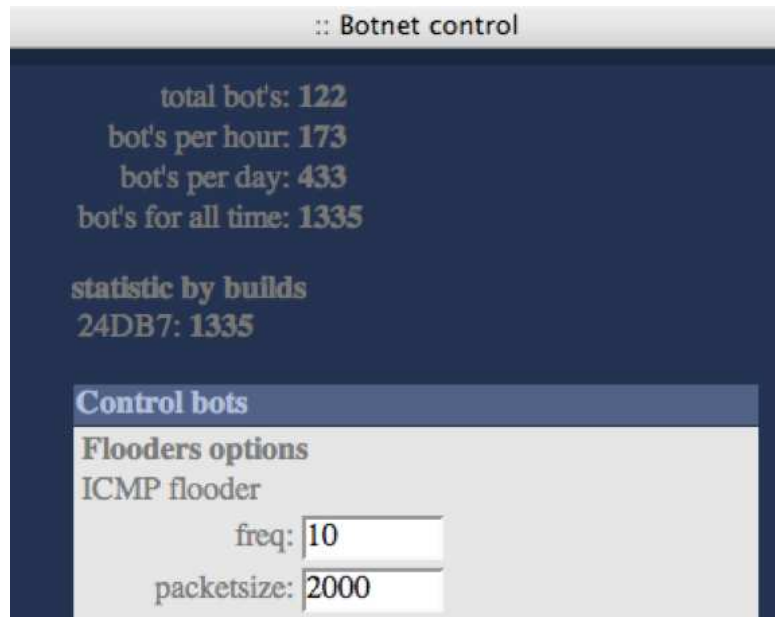 :: Botnet control
total bot's: 122
bot's per hour: 173
bot's per day: 433
bot's for all time: 1335
statistic by builds
24DB7: 1335
Control bots
Flooders options
ICMP flooder
freq: 10
packetsize: 2000